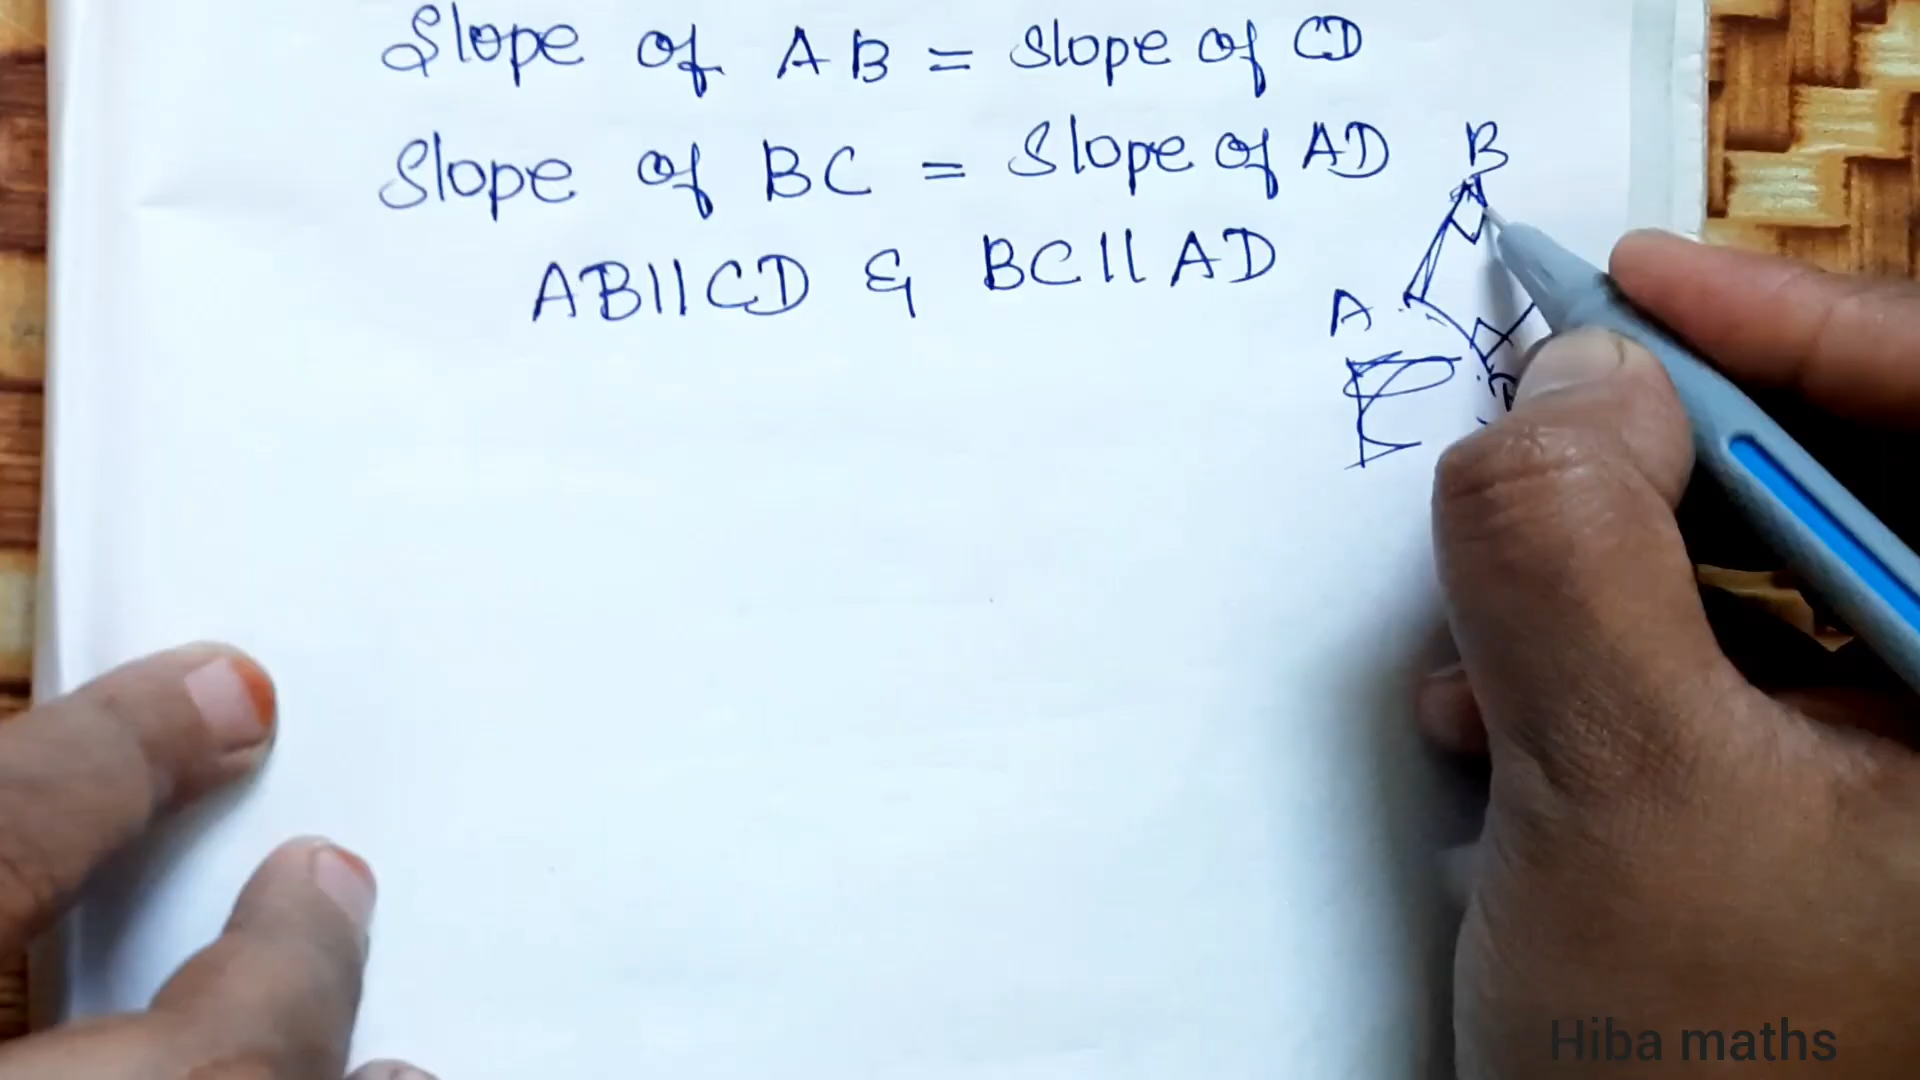 Slope of AB = Slope of CD
Slope of BC = Slope of AD
AB || CD & BC || AD
B
A
Hiba maths